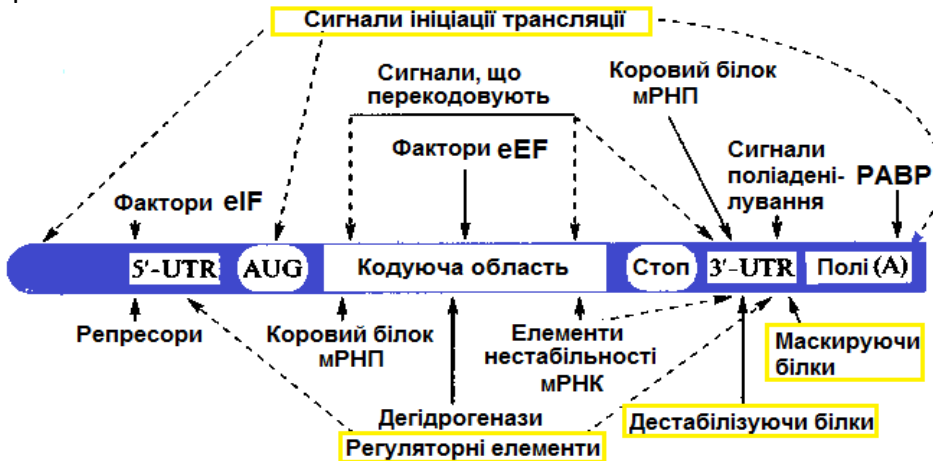 Сигнали ініціації трансляції
Сигнали, що
перекодовують
Коровий білок
мРНП
Фактори eEF
Сигнали
поліадені-
лування
PABP
Фактори eIF
5'-UTR
AUG
Кодуюча область
Стоп
3'-UTR
Полі (A)
Репресори
Коровий білок
мРНП
Елементи
нестабільності
мРНК
Маскируючи
білки
Дегідрогенази
Регуляторні елементи
Дестабілізуючи білки